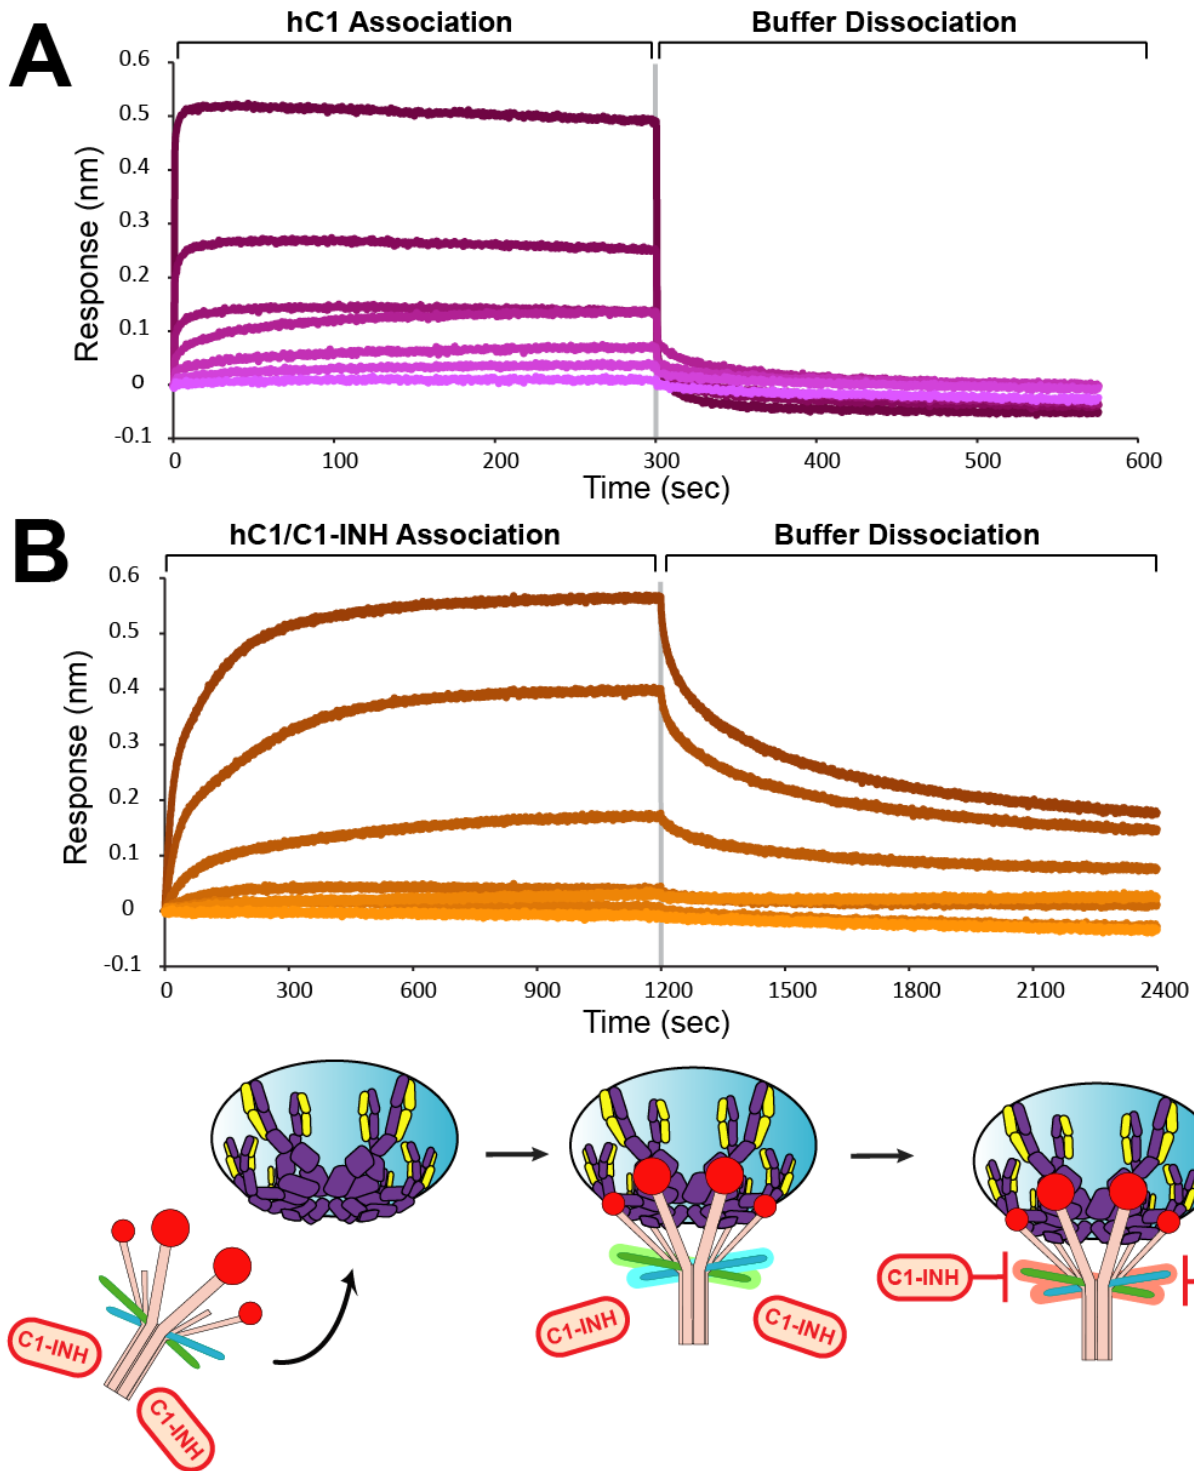 A
hC1 Association
Buffer Dissociation
0.6
0.5
0.4
0.3
0.2
0.1
0
-0.1
Response (nm)
0
100
200
300
400
500
600
Time (sec)
B
hC1/C1-INH Association
Buffer Dissociation
0.6
0.5
0.4
0.3
0.2
0.1
0
-0.1
Response (nm)
0
300
600
900
1200
1500
1800
2100
2400
Time (sec)
C1-INH
C1-INH
C1-INH
C1-INH
C1-INH